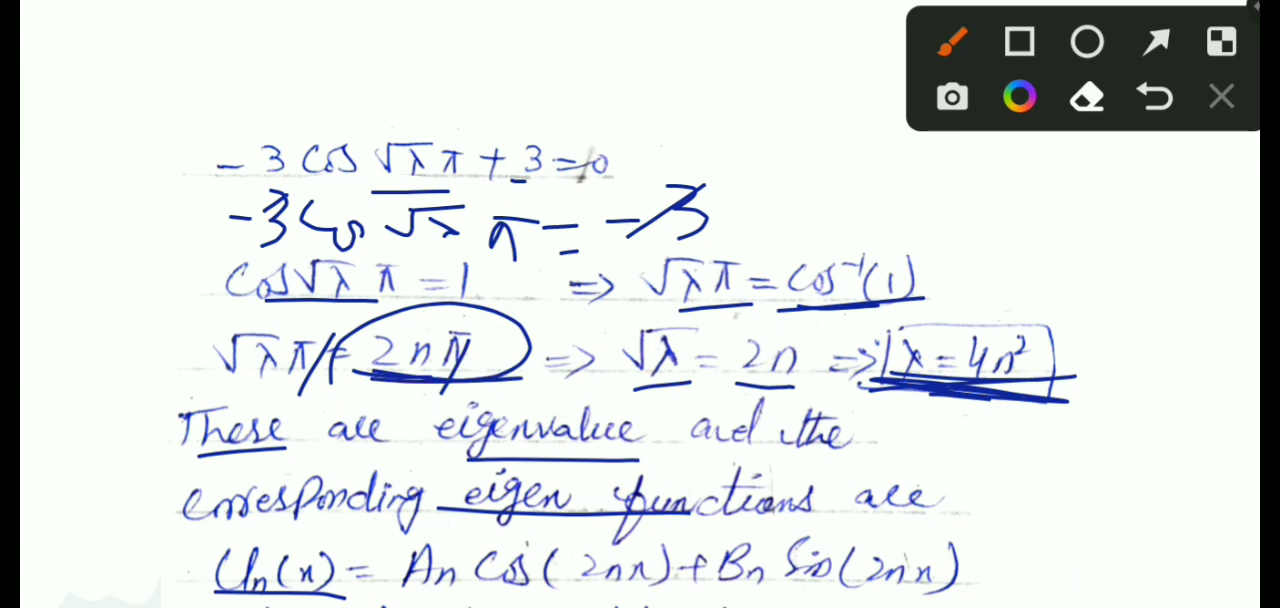 - 3 Cos √λ π + 3 = 0
-3 Cos √λ π = -3
Cos √λ π = 1 => √λ π = Cos⁻¹(1)
√λ π = 2nπ => √λ = 2n => λ = 4n²
These are eigenvalue and the
corresponding eigen functions are
Un(x) = An Cos(2nx) + Bn Sin(2nx)